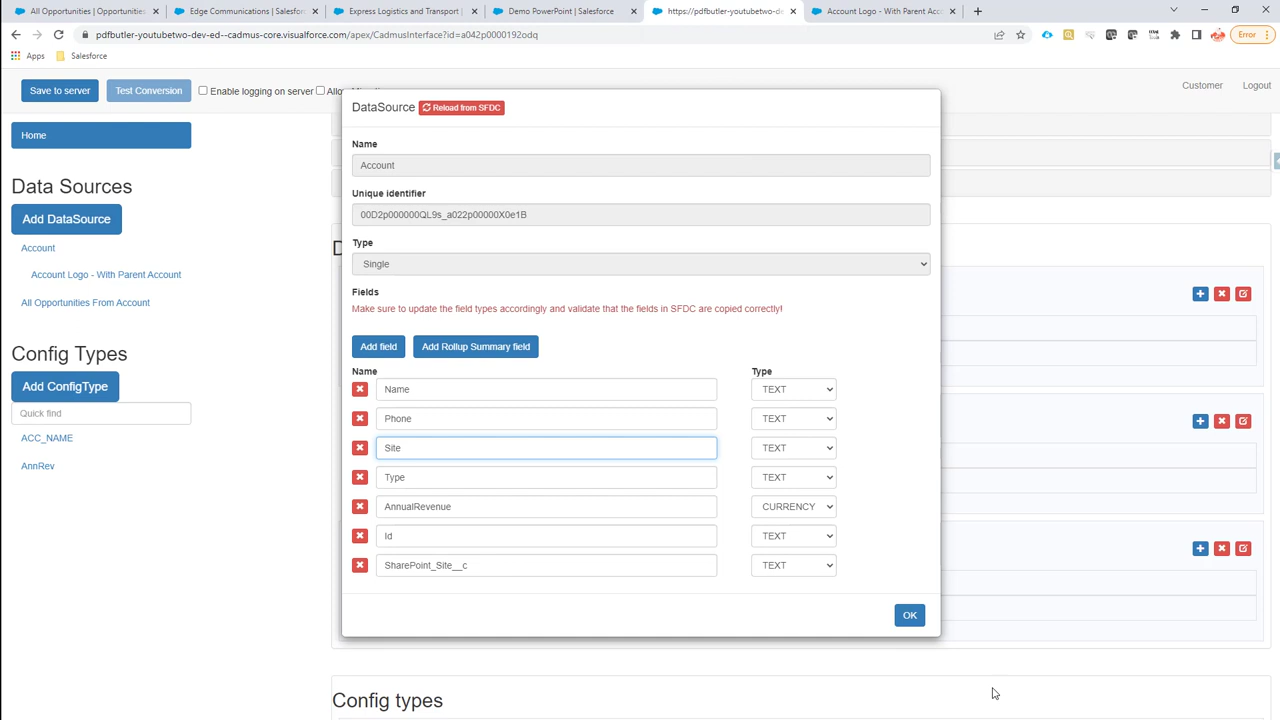 All Opportunities | Opportunities
Edge Communications | Salesforc
Express Logistics and Transport |
Demo PowerPoint | Salesforce
https://pdfbutler-youtubetwo-dev
Account Logo - With Parent Accou
pdfbutler-youtubetwo-dev-ed--cadmus-core.visualforce.com/apex/CadmusInterface?id=a042p0000192odq
Error
Apps
Salesforce
Save to server
Test Conversion
Enable logging on server
Customer
Logout
Home
Data Sources
Add DataSource
Account
Account Logo - With Parent Account
All Opportunities From Account
Config Types
Add ConfigType
Quick find
ACC_NAME
AnnRev
DataSource
Reload from SFDC
Name
Account
Unique identifier
00D2p000000QL9s_a022p00000X0e1B
Type
Single
Fields
Make sure to update the field types accordingly and validate that the fields in SFDC are copied correctly!
Add field
Add Rollup Summary field
Name Type
Name TEXT
Phone TEXT
Site TEXT
Type TEXT
AnnualRevenue CURRENCY
Id TEXT
SharePoint_Site__c TEXT
OK
Config types